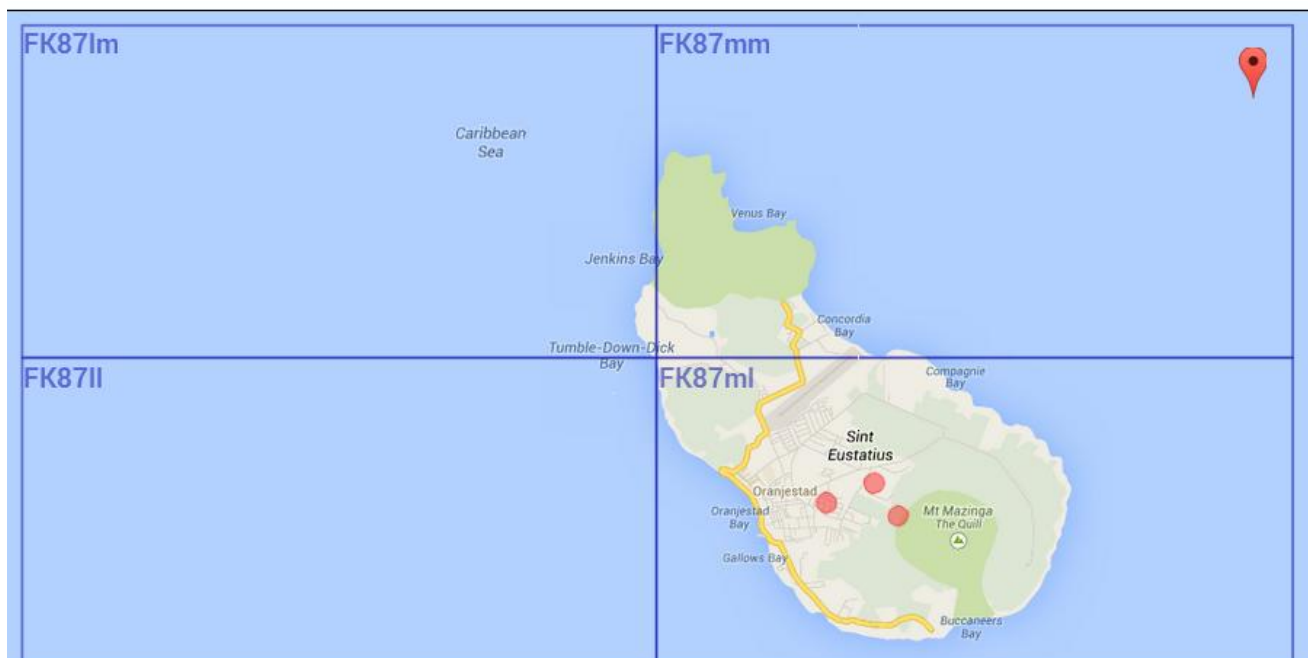 FK87lm
FK87mm
Caribbean
Sea
Venus Bay
Jenkins Bay
Concordia
Bay
Tumble-Down-Dick
Bay
FK87ll
FK87ml
Compagnie
Bay
Sint
Eustatius
Oranjestad
Oranjestad
Bay
Mt Mazinga
The Quill
Gallows Bay
Buccaneers
Bay